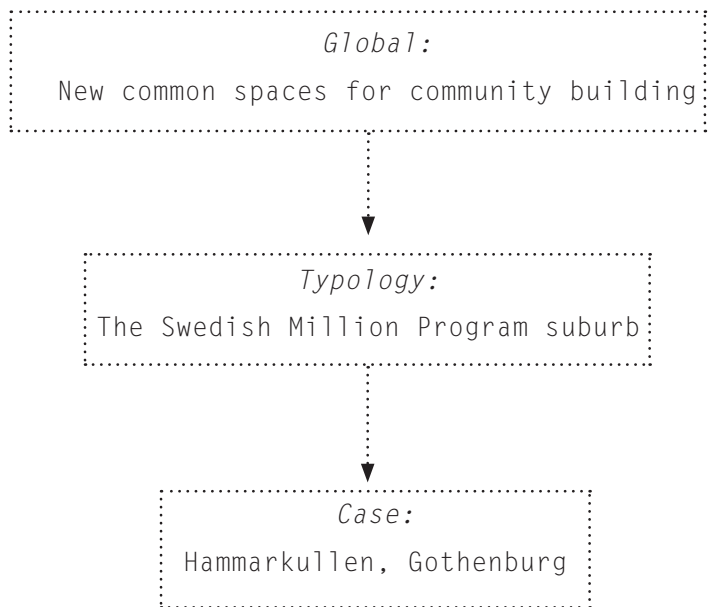 Global:
New common spaces for community building
Typology:
The Swedish Million Program suburb
Case:
Hammarkullen, Gothenburg